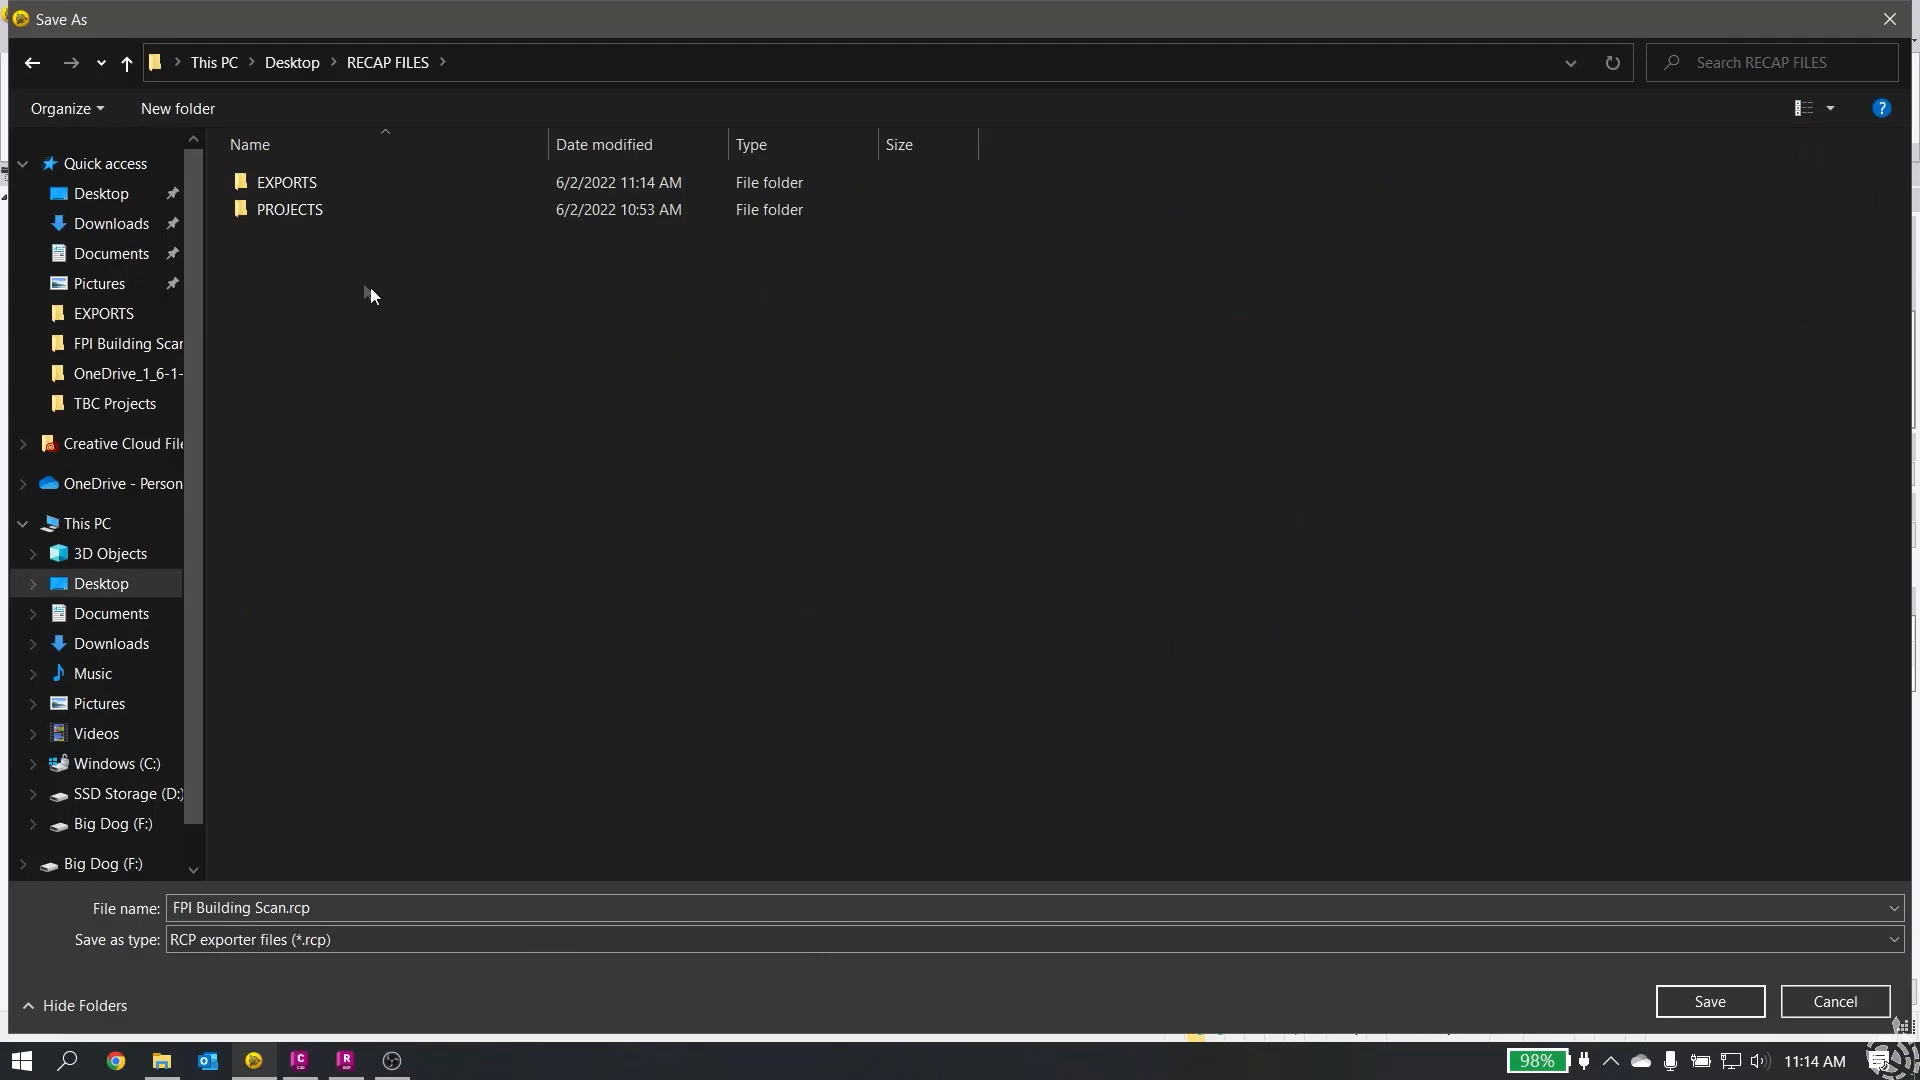 Save As
This PC
Desktop
RECAP FILES
Search RECAP FILES
Organize
New folder
?
Name
Date modified
Type
Size
EXPORTS
6/2/2022 11:14 AM
File folder
PROJECTS
6/2/2022 10:53 AM
File folder
Quick access
Desktop
Downloads
Documents
Pictures
EXPORTS
FPI Building Scan
OneDrive_1_6-1-
TBC Projects
Creative Cloud File
OneDrive - Person
This PC
3D Objects
Desktop
Documents
Downloads
Music
Pictures
Videos
Windows (C:)
SSD Storage (D:)
Big Dog (F:)
Big Dog (F:)
File name:
FPI Building Scan.rcp
Save as type:
RCP exporter files (*.rcp)
Hide Folders
Save
Cancel
C
R
98%
11:14 AM